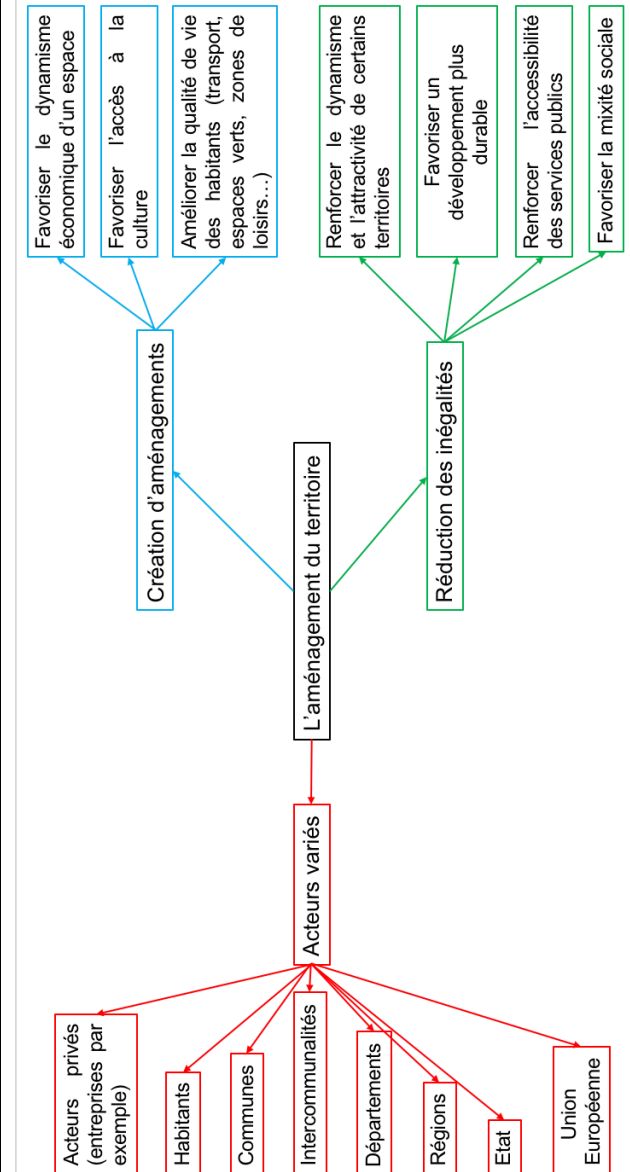 Acteurs privés
(entreprises par
exemple)
Habitants
Communes
Intercommunalités
Départements
Régions
Etat
Union
Européenne
Acteurs variés
L'aménagement du territoire
Création d'aménagements
Réduction des inégalités
Favoriser le dynamisme
économique d'un espace
Favoriser l'accès à la
culture
Améliorer la qualité de vie
des habitants (transport,
espaces verts, zones de
loisirs…)
Renforcer le dynamisme
et l'attractivité de certains
territoires
Favoriser un
développement plus
durable
Renforcer l'accessibilité
des services publics
Favoriser la mixité sociale